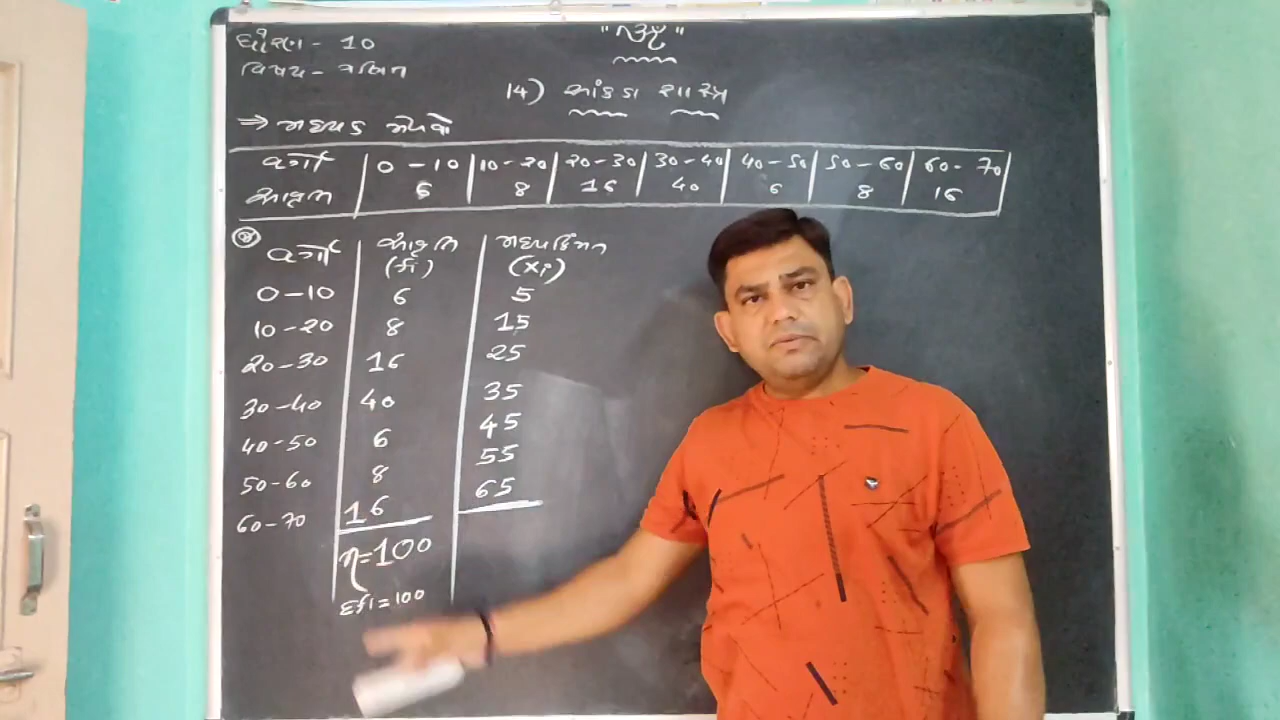 ધોરણ - 10
વિષય - ગણિત
14) આંકડા શાસ્ત્ર
⇒ મધ્યક મેળવો
વર્ગ 0 - 10 10 - 20 20 - 30 30 - 40 40 - 50 50 - 60 60 - 70
આવૃત્તિ 6 8 16 40 6 8 16
વર્ગ આવૃત્તિ (fi) મધ્યકિંમત (xi)
0 - 10 6 5
10 - 20 8 15
20 - 30 16 25
30 - 40 40 35
40 - 50 6 45
50 - 60 8 55
60 - 70 16 65
η = 100
Σfi = 100